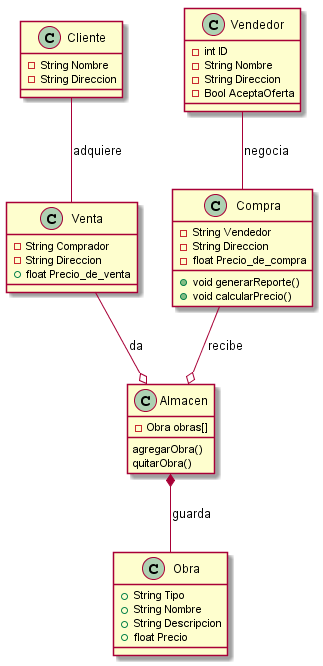 C Cliente
String Nombre
String Direccion
C Vendedor
int ID
String Nombre
String Direccion
Bool AceptaOferta
adquiere
negocia
C Venta
String Comprador
String Direccion
float Precio_de_venta
C Compra
String Vendedor
String Direccion
float Precio_de_compra
void generarReporte()
void calcularPrecio()
da
recibe
C Almacen
Obra obras[]
agregarObra()
quitarObra()
guarda
C Obra
String Tipo
String Nombre
String Descripcion
float Precio